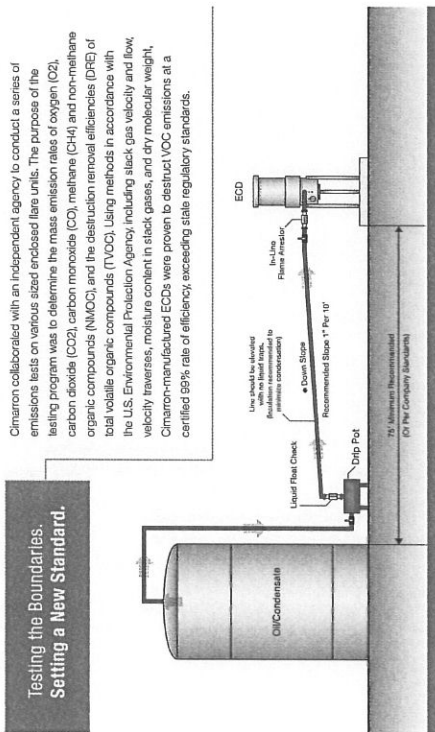 Testing the Boundaries.
Setting a New Standard.
Cimarron collaborated with an independent agency to conduct a series of
emissions tests on various sized enclosed flare units. The purpose of the
testing program was to determine the mass emission rates of oxygen (O2),
carbon dioxide (CO2), carbon monoxide (CO), methane (CH4) and non-methane
organic compounds (NMOC), and the destruction removal efficiencies (DRE) of
total volatile organic compounds (TVOC). Using methods in accordance with
the U.S. Environmental Protection Agency, including stack gas velocity and flow,
velocity traverses, moisture content in stack gases, and dry molecular weight,
Cimarron-manufactured ECDs were proven to destruct VOC emissions at a
certified 99% rate of efficiency, exceeding state regulatory standards.
ECD
In-Line
Flame Arrestor
Line should be elevated
with no liquid traps.
(Insulation recommended to
minimize condensation)
Down Slope
Recommended Slope 1" Per 10'
Liquid Float Check
Drip Pot
Oil/Condensate
75' Minimum Recommended
(Or Per Company Standards)